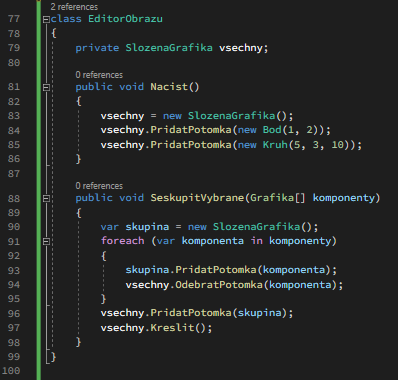 2 references
77 class EditorObrazu
78 {
79 private SlozenaGrafika vsechny;
80
0 references
81 public void Nacist()
82 {
83 vsechny = new SlozenaGrafika();
84 vsechny.PridatPotomka(new Bod(1, 2));
85 vsechny.PridatPotomka(new Kruh(5, 3, 10));
86 }
87
0 references
88 public void SeskupitVybrane(Grafika[] komponenty)
89 {
90 var skupina = new SlozenaGrafika();
91 foreach (var komponenta in komponenty)
92 {
93 skupina.PridatPotomka(komponenta);
94 vsechny.OdebratPotomka(komponenta);
95 }
96 vsechny.PridatPotomka(skupina);
97 vsechny.Kreslit();
98 }
99 }
100